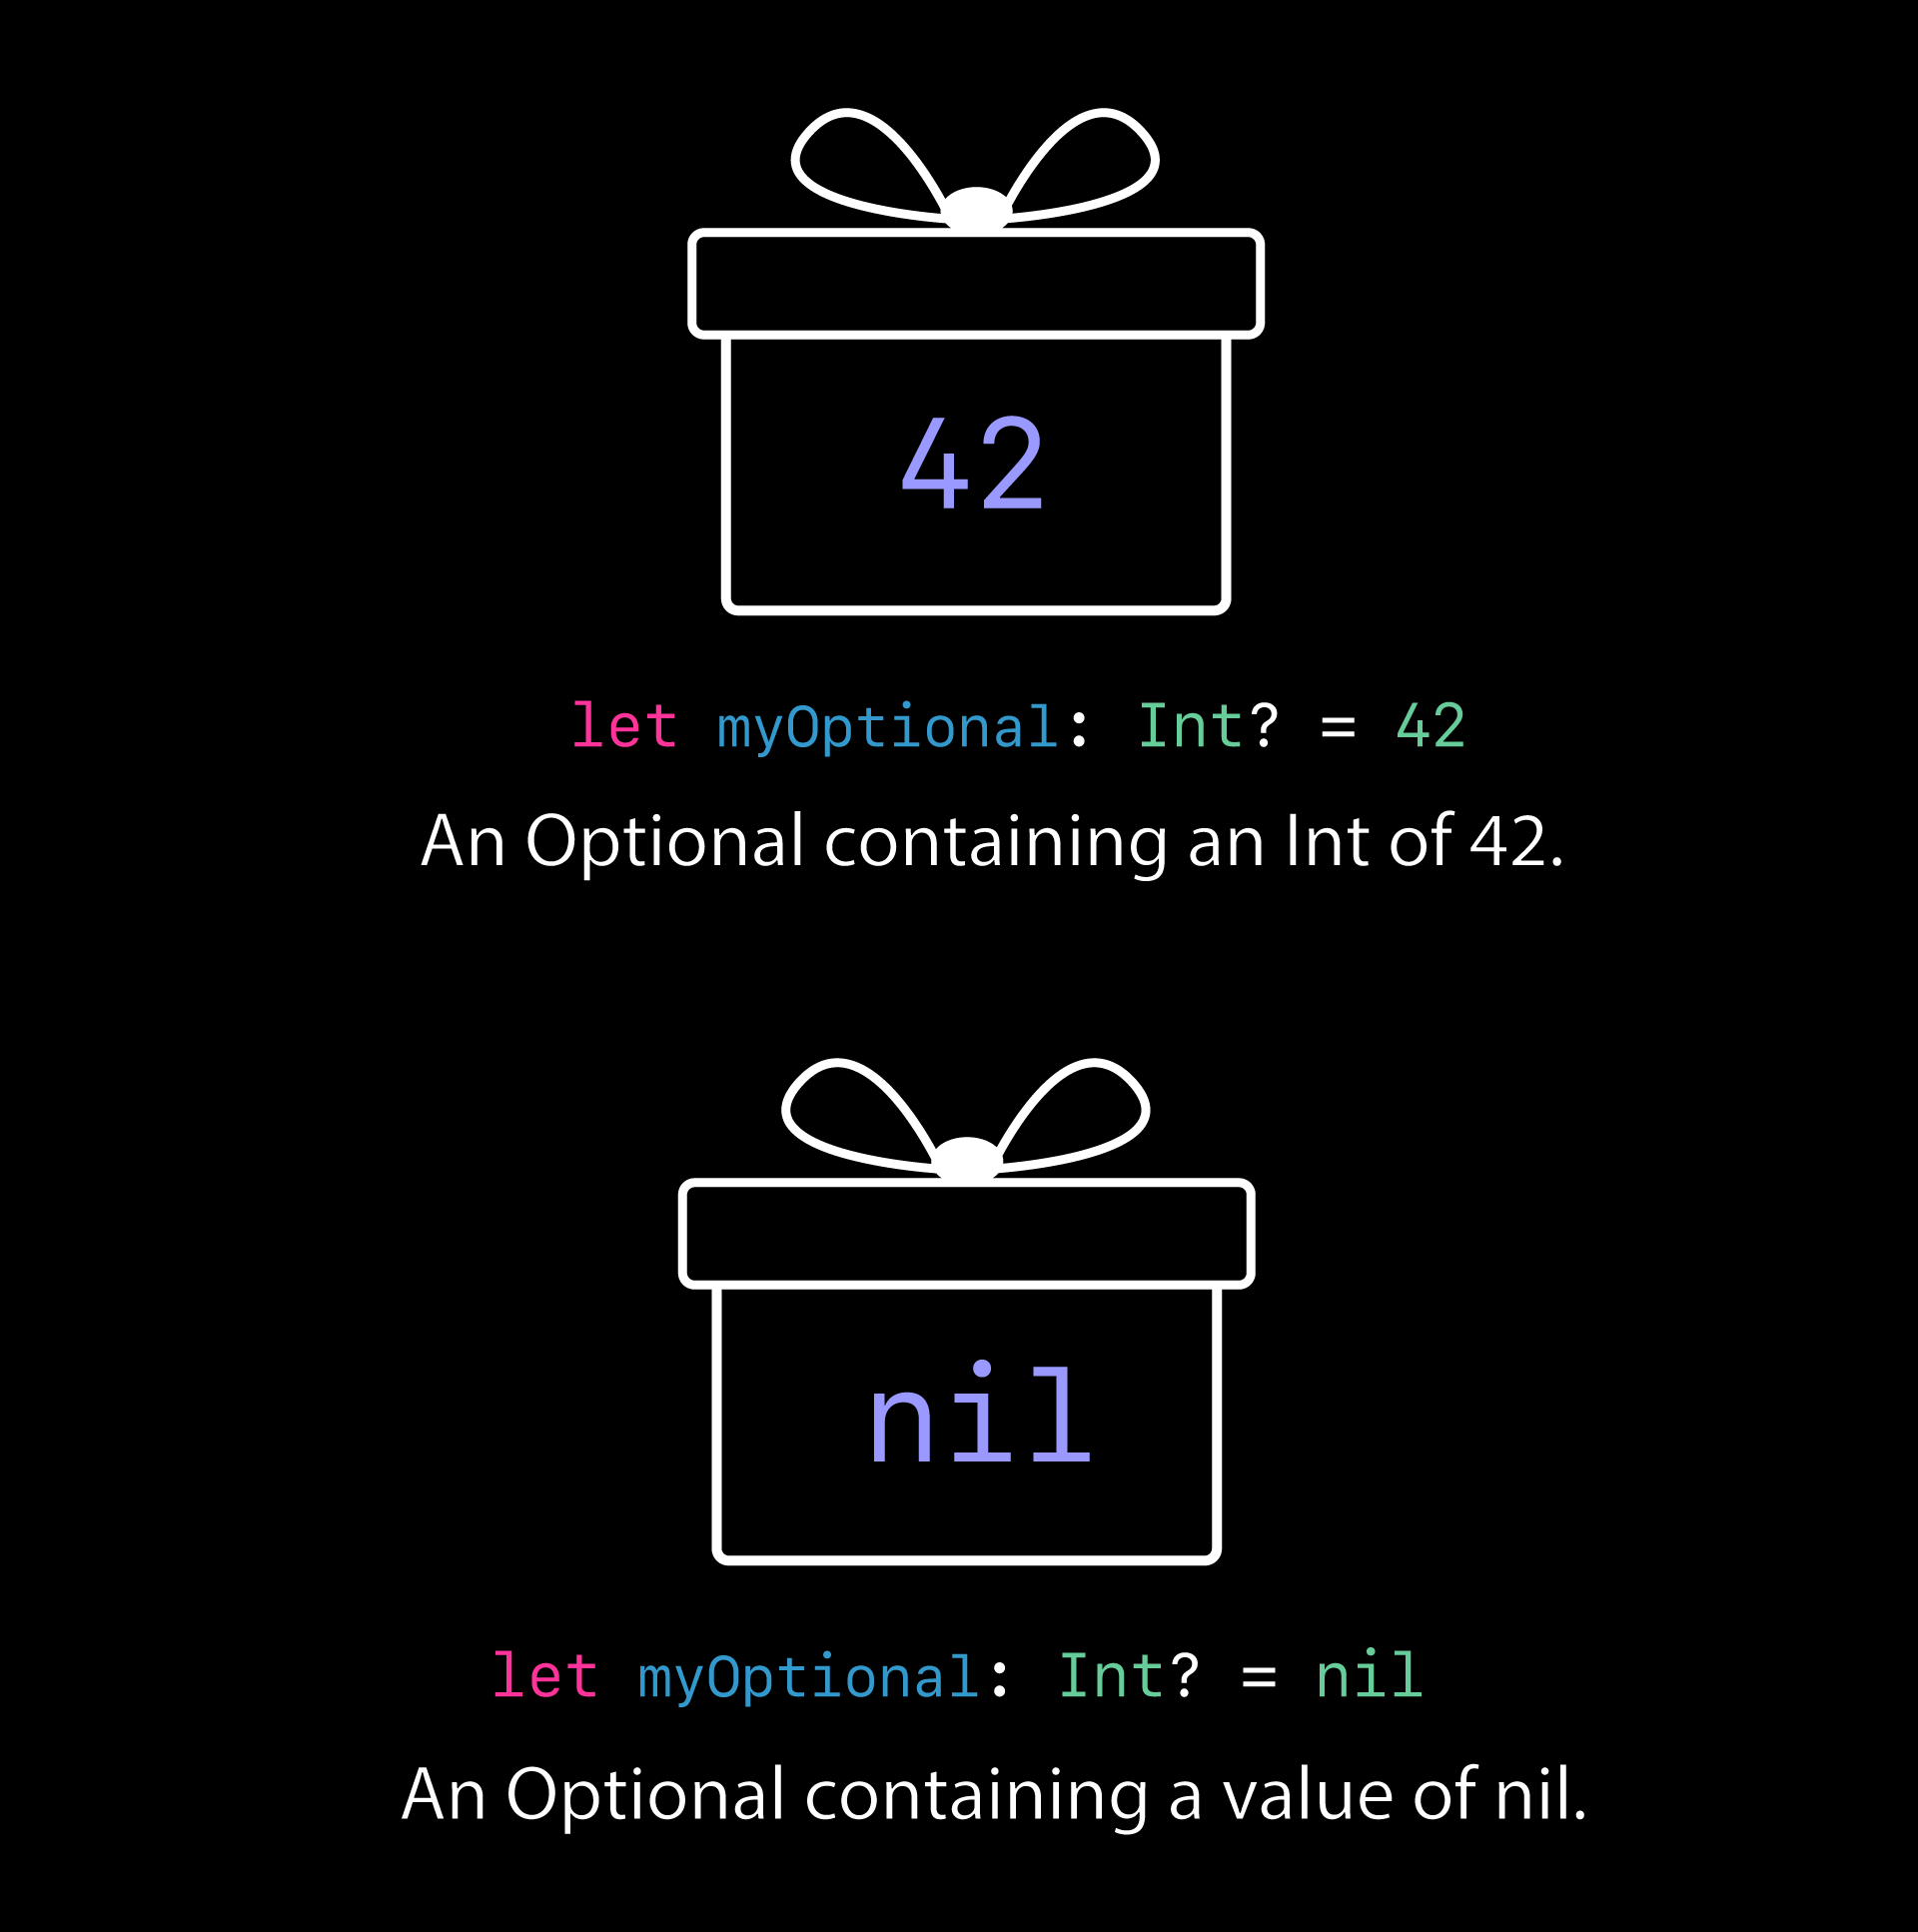 42
let myOptional: Int? = 42
An Optional containing an Int of 42.
nil
let myOptional: Int? = nil
An Optional containing a value of nil.